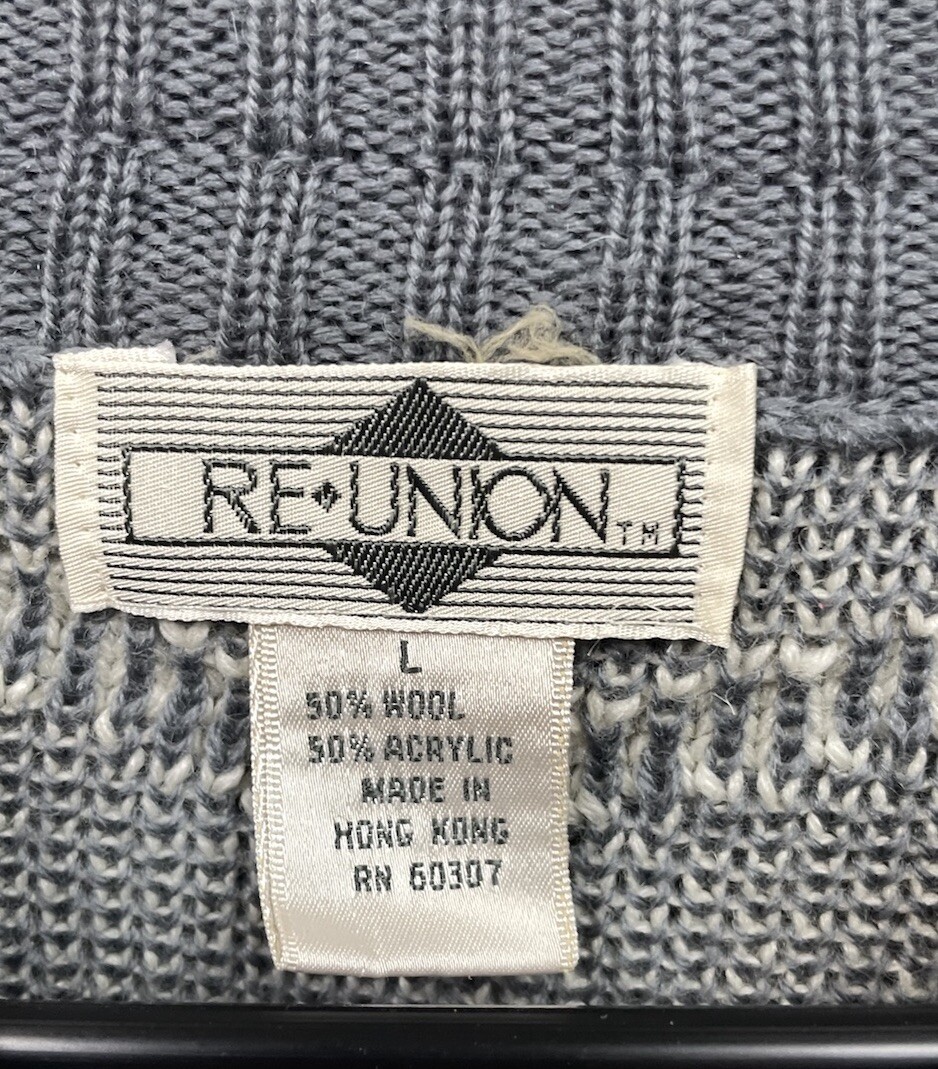 RE◆UNION TM
L
50% WOOL
50% ACRYLIC
MADE IN
HONG KONG
RN 60307